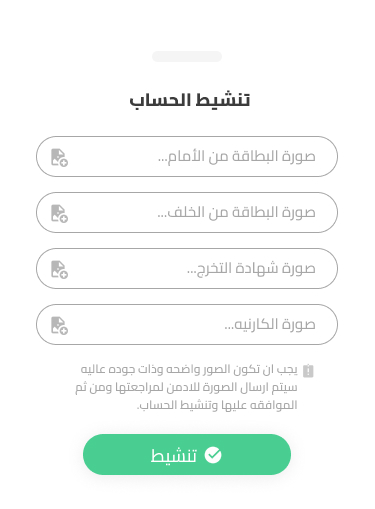 تنشيط الحساب
صورة البطاقة من الأمام...
صورة البطاقة من الخلف...
صورة شهادة التخرج...
صورة الكارنيه...
يجب ان تكون الصور واضحه وذات جوده عاليه
سيتم ارسال الصورة للادمن لمراجعتها ومن ثم
الموافقه عليها وتنشيط الحساب.
تنشيط